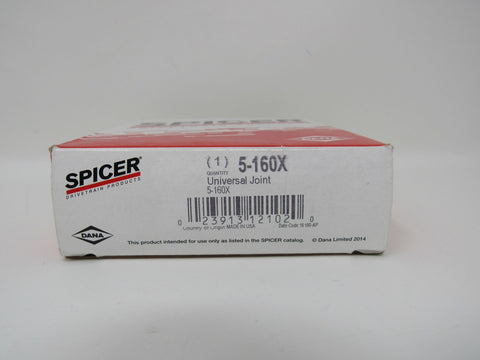 SPICER
SPICER®
DRIVETRAIN PRODUCTS
DANA
(1) 5-160X
QUANTITY
Universal Joint
5-160X
0 23913 12102 0
Country of Origin: MADE IN USA
This product intended for use only as listed in the SPICER catalog. © Dana Limited 2014